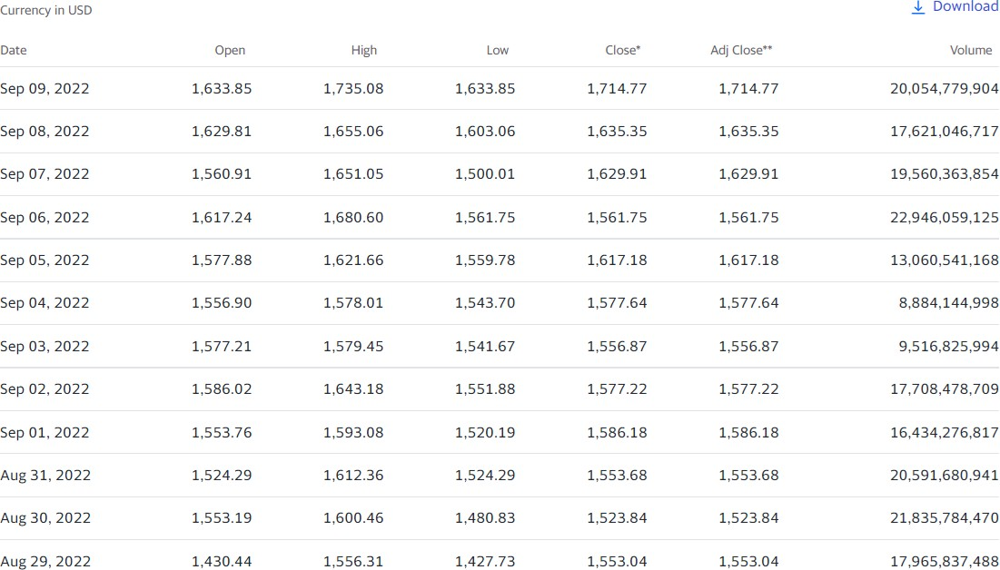 Currency in USD Download
Date Open High Low Close* Adj Close** Volume
Sep 09, 2022 1,633.85 1,735.08 1,633.85 1,714.77 1,714.77 20,054,779,904
Sep 08, 2022 1,629.81 1,655.06 1,603.06 1,635.35 1,635.35 17,621,046,717
Sep 07, 2022 1,560.91 1,651.05 1,500.01 1,629.91 1,629.91 19,560,363,854
Sep 06, 2022 1,617.24 1,680.60 1,561.75 1,561.75 1,561.75 22,946,059,125
Sep 05, 2022 1,577.88 1,621.66 1,559.78 1,617.18 1,617.18 13,060,541,168
Sep 04, 2022 1,556.90 1,578.01 1,543.70 1,577.64 1,577.64 8,884,144,998
Sep 03, 2022 1,577.21 1,579.45 1,541.67 1,556.87 1,556.87 9,516,825,994
Sep 02, 2022 1,586.02 1,643.18 1,551.88 1,577.22 1,577.22 17,708,478,709
Sep 01, 2022 1,553.76 1,593.08 1,520.19 1,586.18 1,586.18 16,434,276,817
Aug 31, 2022 1,524.29 1,612.36 1,524.29 1,553.68 1,553.68 20,591,680,941
Aug 30, 2022 1,553.19 1,600.46 1,480.83 1,523.84 1,523.84 21,835,784,470
Aug 29, 2022 1,430.44 1,556.31 1,427.73 1,553.04 1,553.04 17,965,837,488